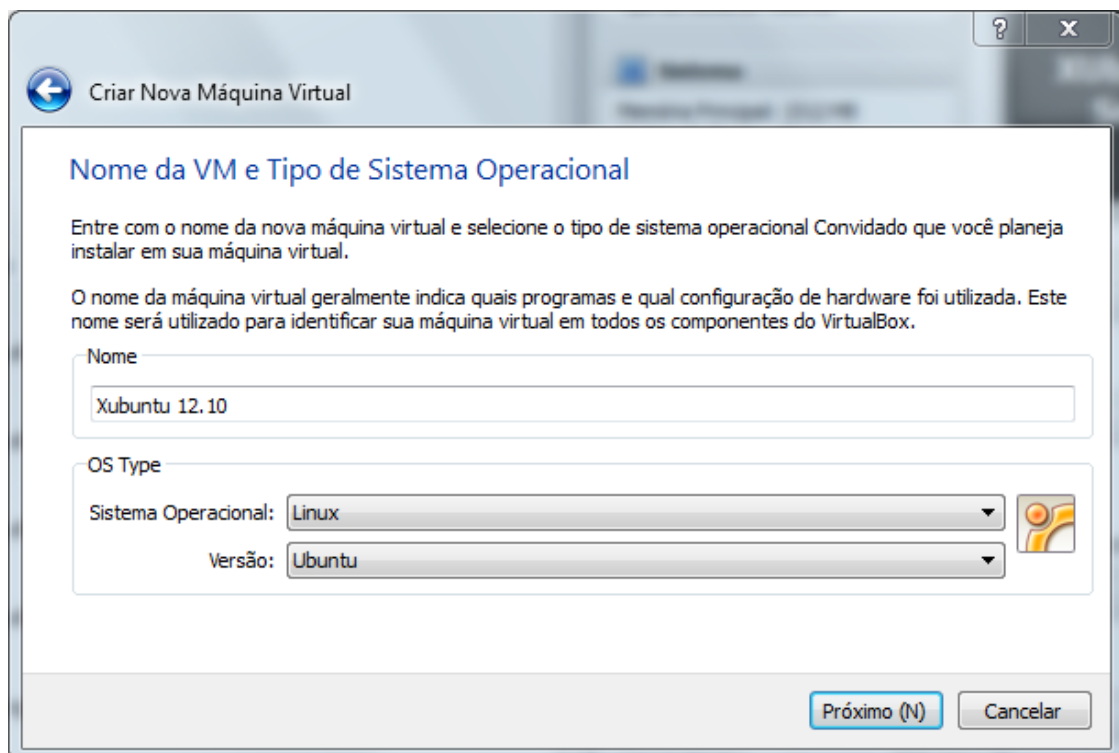 Criar Nova Máquina Virtual
Nome da VM e Tipo de Sistema Operacional
Entre com o nome da nova máquina virtual e selecione o tipo de sistema operacional Convidado que você planeja
instalar em sua máquina virtual.
O nome da máquina virtual geralmente indica quais programas e qual configuração de hardware foi utilizada. Este
nome será utilizado para identificar sua máquina virtual em todos os componentes do VirtualBox.
Nome
Xubuntu 12.10
OS Type
Sistema Operacional: Linux
Versão: Ubuntu
Próximo (N) Cancelar